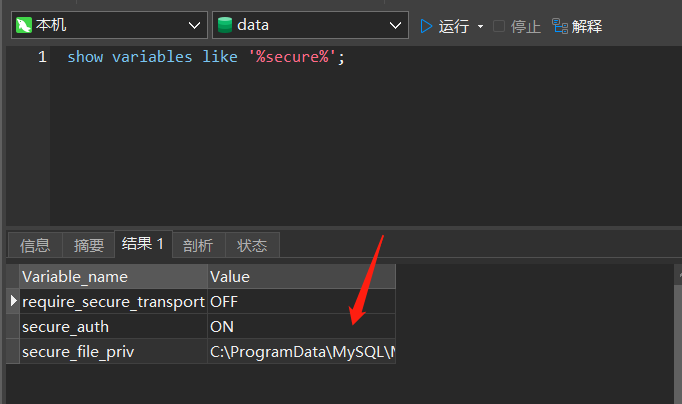 本机 data 运行 停止 解释
1 show variables like '%secure%';
信息 摘要 结果 1 剖析 状态
Variable_name Value
require_secure_transport OFF
secure_auth ON
secure_file_priv C:\ProgramData\MySQL\